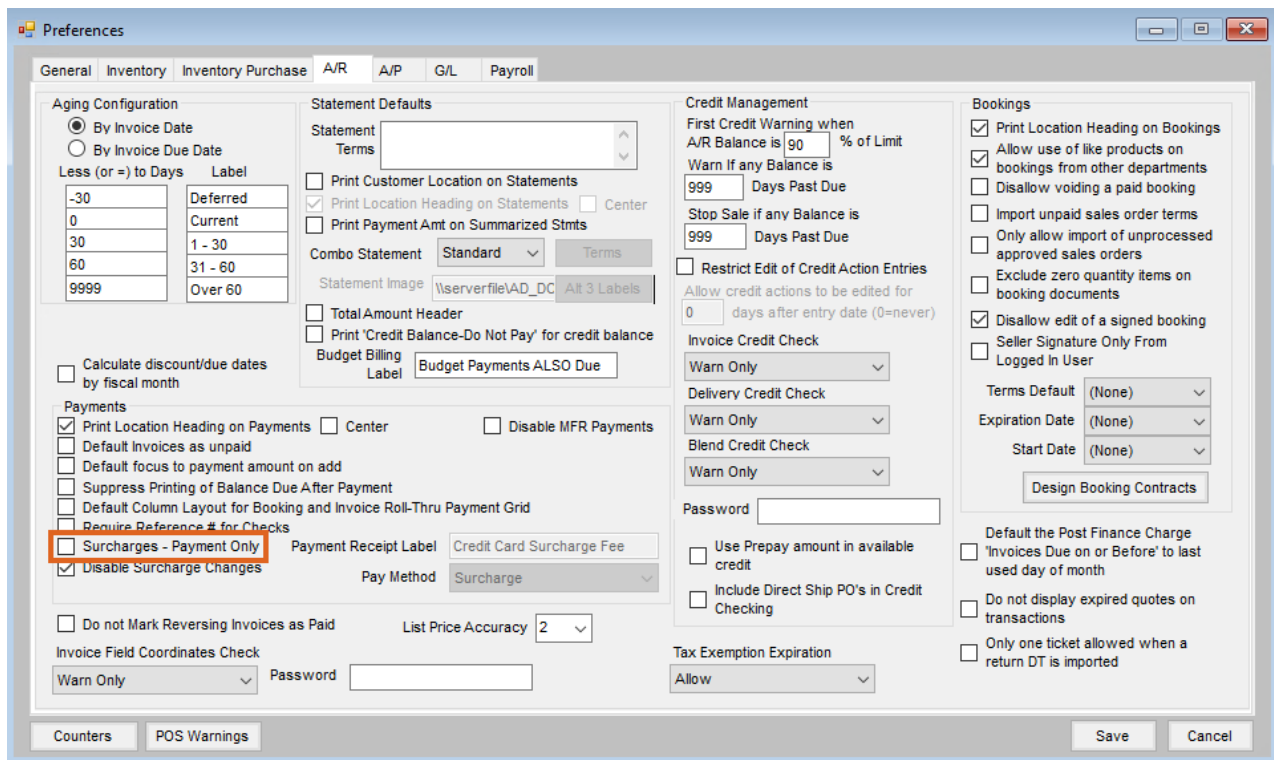 Preferences
General Inventory Inventory Purchase A/R A/P G/L Payroll
Aging Configuration
By Invoice Date
By Invoice Due Date
Less (or =) to Days Label
-30 Deferred
0 Current
30 1 - 30
60 31 - 60
9999 Over 60
Calculate discount/due dates
by fiscal month
Statement Defaults
Statement
Terms
Print Customer Location on Statements
Print Location Heading on Statements Center
Print Payment Amt on Summarized Stmts
Combo Statement Standard Terms
Statement Image \\serverfile\AD_DC Alt 3 Labels
Total Amount Header
Print 'Credit Balance-Do Not Pay' for credit balance
Budget Billing
Label Budget Payments ALSO Due
Payments
Print Location Heading on Payments Center Disable MFR Payments
Default Invoices as unpaid
Default focus to payment amount on add
Suppress Printing of Balance Due After Payment
Default Column Layout for Booking and Invoice Roll-Thru Payment Grid
Require Reference # for Checks
Surcharges - Payment Only Payment Receipt Label Credit Card Surcharge Fee
Disable Surcharge Changes Pay Method Surcharge
Do not Mark Reversing Invoices as Paid List Price Accuracy 2
Invoice Field Coordinates Check
Warn Only Password
Credit Management
First Credit Warning when
A/R Balance is 90 % of Limit
Warn If any Balance is
999 Days Past Due
Stop Sale if any Balance is
999 Days Past Due
Restrict Edit of Credit Action Entries
Allow credit actions to be edited for
0 days after entry date (0=never)
Invoice Credit Check
Warn Only
Delivery Credit Check
Warn Only
Blend Credit Check
Warn Only
Password
Use Prepay amount in available
credit
Include Direct Ship PO's in Credit
Checking
Tax Exemption Expiration
Allow
Bookings
Print Location Heading on Bookings
Allow use of like products on
bookings from other departments
Disallow voiding a paid booking
Import unpaid sales order terms
Only allow import of unprocessed
approved sales orders
Exclude zero quantity items on
booking documents
Disallow edit of a signed booking
Seller Signature Only From
Logged In User
Terms Default (None)
Expiration Date (None)
Start Date (None)
Design Booking Contracts
Default the Post Finance Charge
'Invoices Due on or Before' to last
used day of month
Do not display expired quotes on
transactions
Only one ticket allowed when a
return DT is imported
Counters POS Warnings Save Cancel